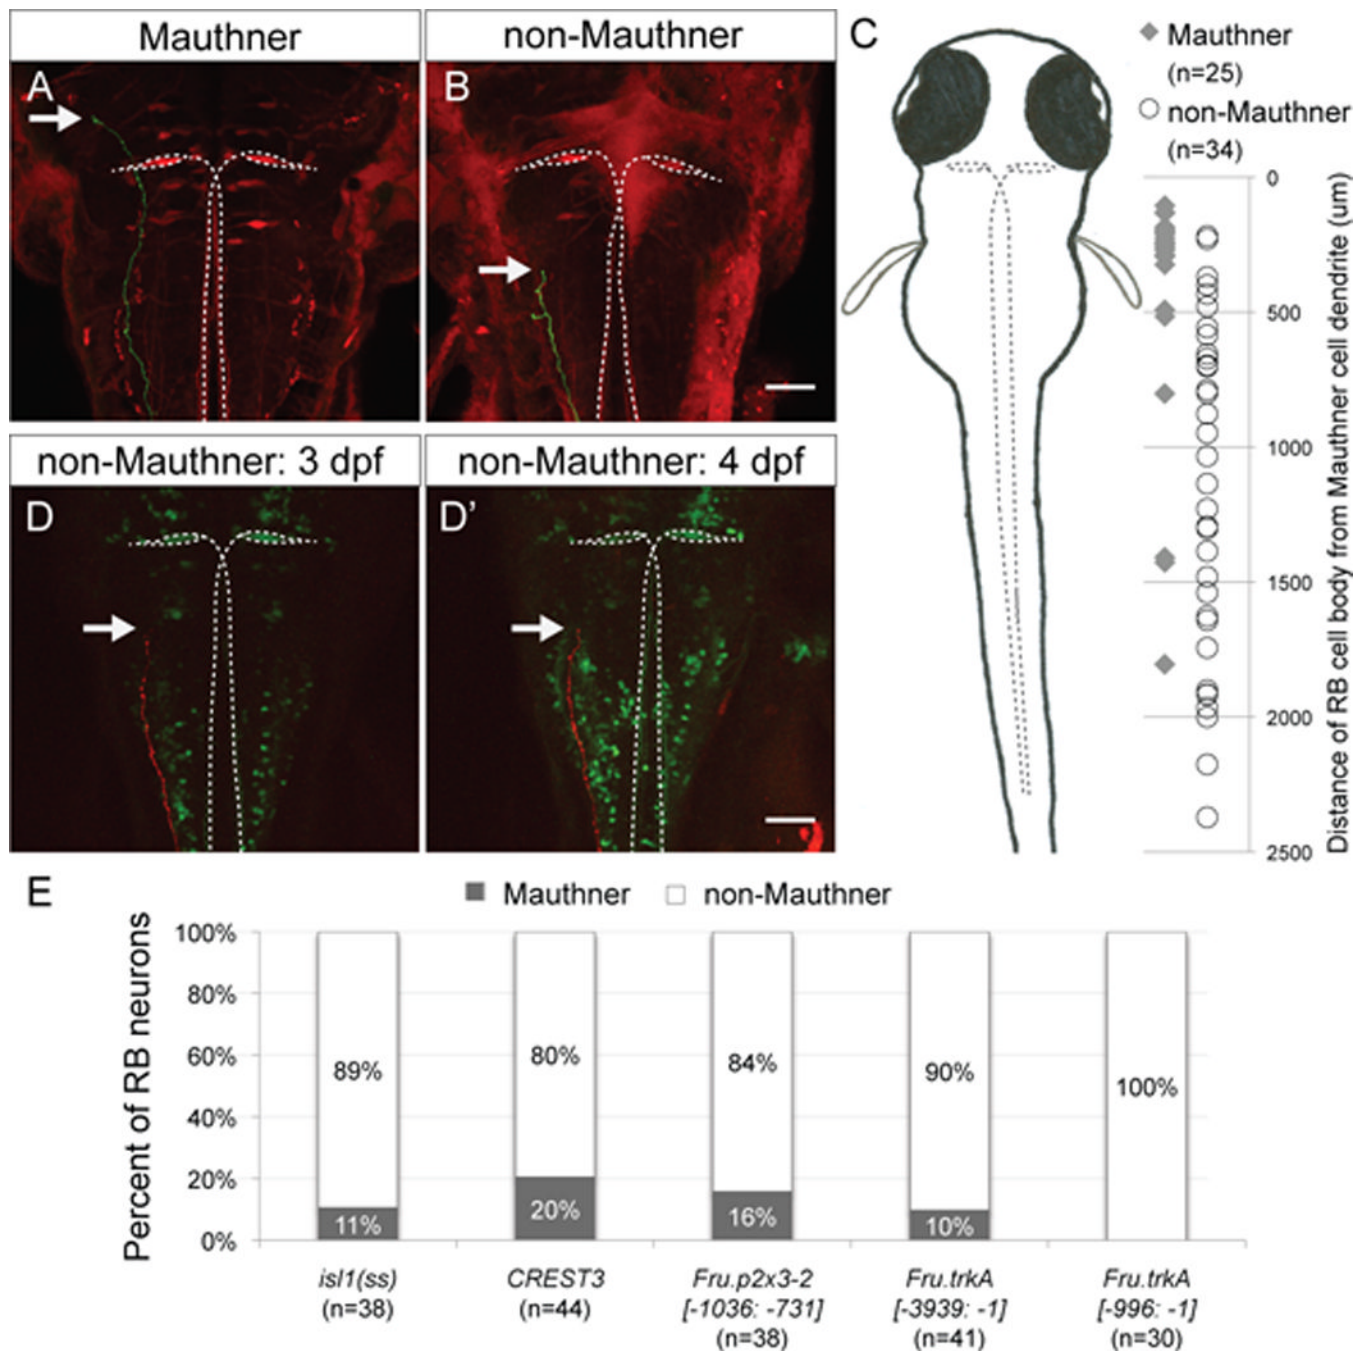 Mauthner
non-Mauthner
A
B
C
Mauthner
(n=25)
non-Mauthner
(n=34)
0
500
1000
1500
2000
2500
Distance of RB cell body from Mauthner cell dendrite (um)
non-Mauthner: 3 dpf
non-Mauthner: 4 dpf
D
D'
E
Mauthner
non-Mauthner
Percent of RB neurons
100%
80%
60%
40%
20%
0%
89%
80%
84%
90%
100%
11%
20%
16%
10%
isl1(ss)
(n=38)
CREST3
(n=44)
Fru.p2x3-2
[-1036: -731]
(n=38)
Fru.trkA
[-3939: -1]
(n=41)
Fru.trkA
[-996: -1]
(n=30)